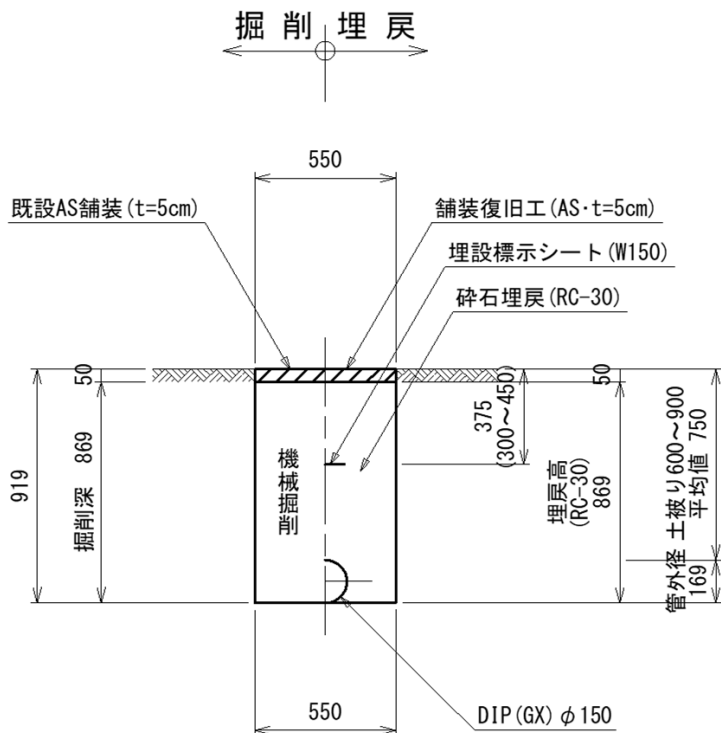 掘削 埋戻
550
既設AS舗装(t=5cm)
舗装復旧工(AS・t=5cm)
埋設標示シート(W150)
砕石埋戻(RC-30)
50
919
掘削深 869
機械掘削
375
(300～450)
50
埋戻高
(RC-30)
869
土被り600～900
平均値 750
管外径
169
550
DIP(GX)φ150